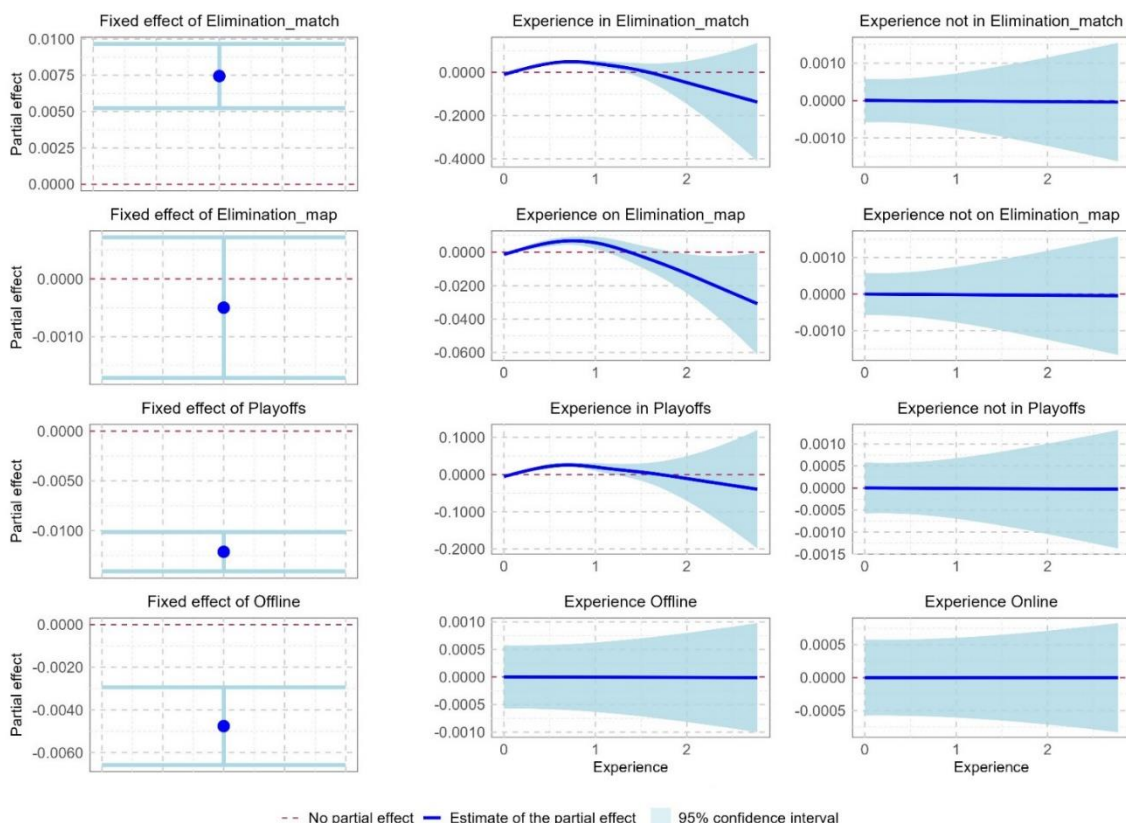 Fixed effect of Elimination_match
Experience in Elimination_match
Experience not in Elimination_match
Partial effect
0.0100
0.0075
0.0050
0.0025
0.0000
0.0000
-0.2000
-0.4000
0 1 2
0.0010
0.0000
-0.0010
0 1 2
Fixed effect of Elimination_map
Experience on Elimination_map
Experience not on Elimination_map
Partial effect
0.0000
-0.0010
0.0000
-0.0200
-0.0400
-0.0600
0 1 2
0.0010
0.0000
-0.0010
0 1 2
Fixed effect of Playoffs
Experience in Playoffs
Experience not in Playoffs
Partial effect
0.0000
-0.0050
-0.0100
0.1000
0.0000
-0.1000
-0.2000
0 1 2
0.0010
0.0005
0.0000
-0.0005
-0.0010
-0.0015
0 1 2
Fixed effect of Offline
Experience Offline
Experience Online
Partial effect
0.0000
-0.0020
-0.0040
-0.0060
0.0010
0.0005
0.0000
-0.0005
-0.0010
0 1 2
Experience
0.0005
0.0000
-0.0005
0 1 2
Experience
No partial effect Estimate of the partial effect 95% confidence interval